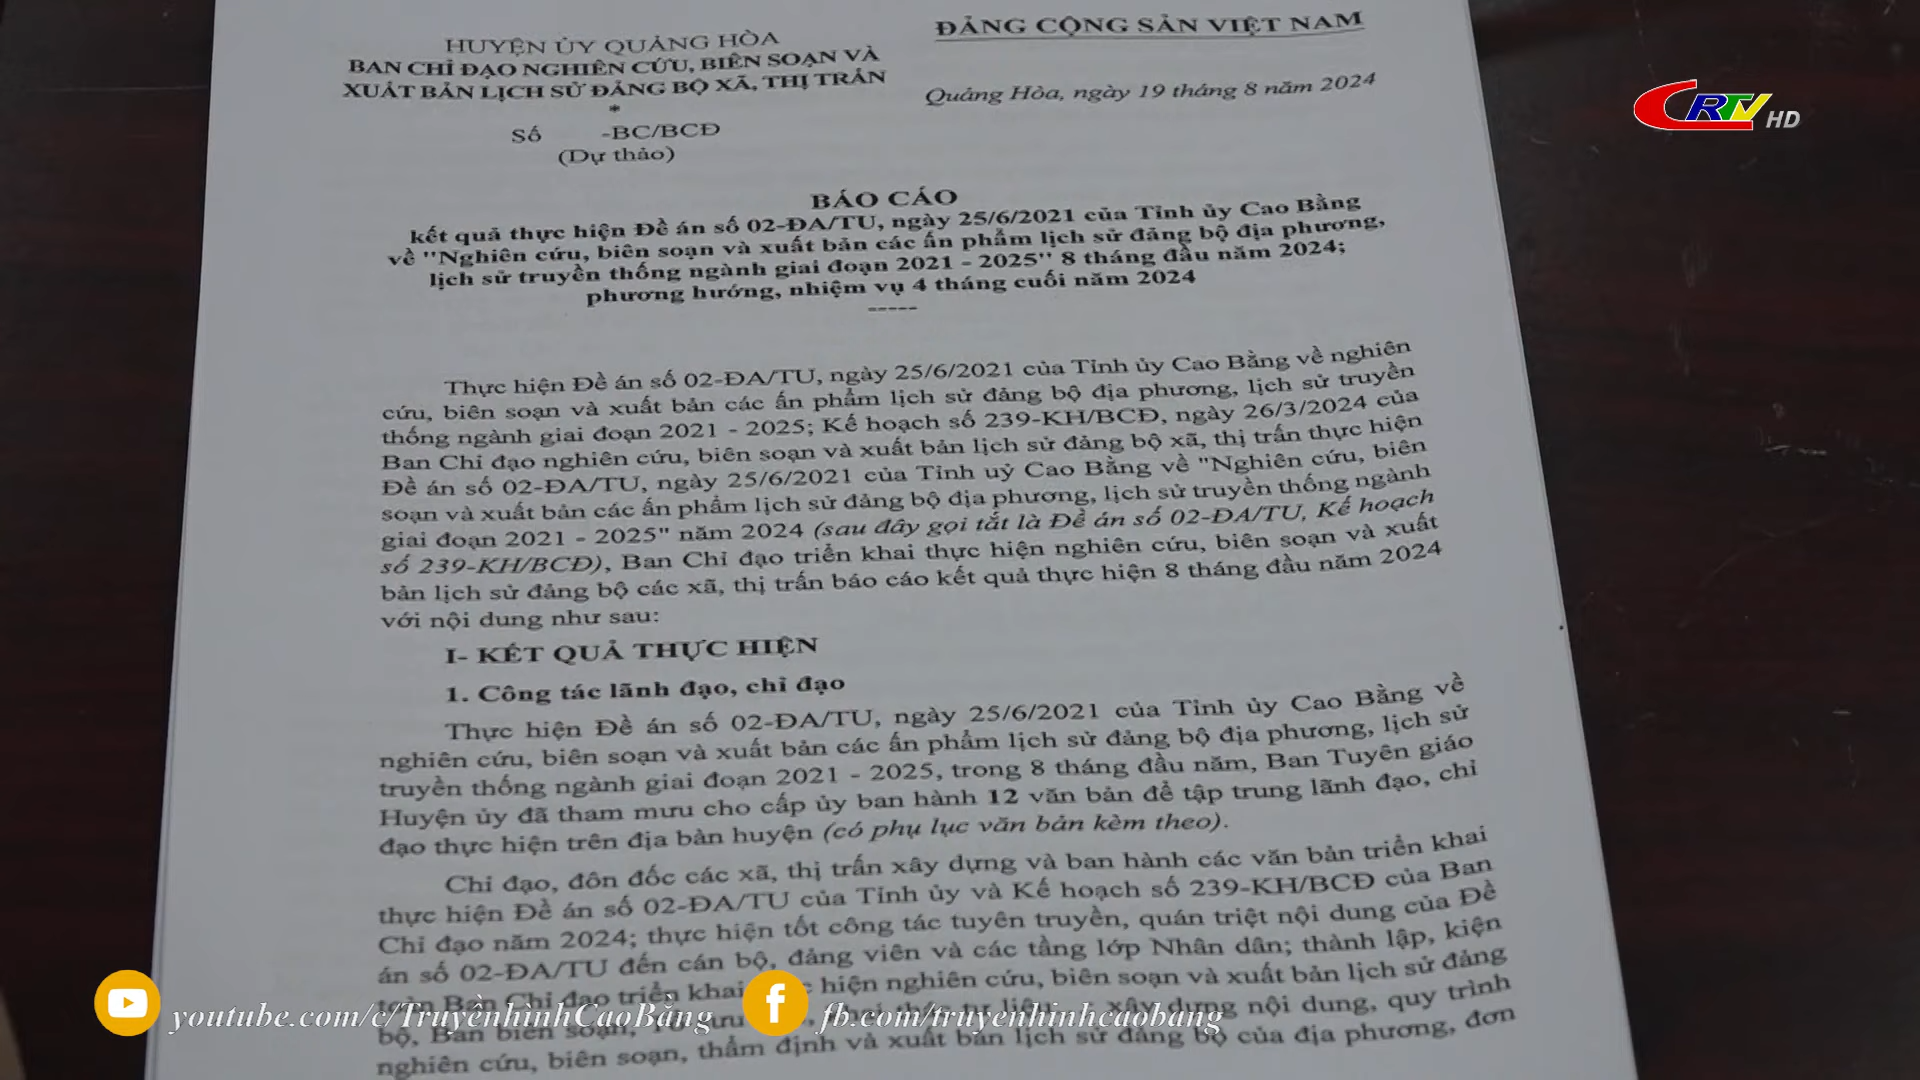 HUYỆN ỦY QUẢNG HÒA
BAN CHỈ ĐẠO NGHIÊN CỨU, BIÊN SOẠN VÀ
XUẤT BẢN LỊCH SỬ ĐẢNG BỘ XÃ, THỊ TRẤN
*
Số -BC/BCĐ
(Dự thảo)
ĐẢNG CỘNG SẢN VIỆT NAM
Quảng Hòa, ngày 19 tháng 8 năm 2024
CRTV HD
BÁO CÁO
kết quả thực hiện Đề án số 02-ĐA/TU, ngày 25/6/2021 của Tỉnh ủy Cao Bằng
về "Nghiên cứu, biên soạn và xuất bản các ấn phẩm lịch sử đảng bộ địa phương,
lịch sử truyền thống ngành giai đoạn 2021 - 2025" 8 tháng đầu năm 2024;
phương hướng, nhiệm vụ 4 tháng cuối năm 2024
-----
Thực hiện Đề án số 02-ĐA/TU, ngày 25/6/2021 của Tỉnh ủy Cao Bằng về nghiên
cứu, biên soạn và xuất bản các ấn phẩm lịch sử đảng bộ địa phương, lịch sử truyền
thống ngành giai đoạn 2021 - 2025; Kế hoạch số 239-KH/BCĐ, ngày 26/3/2024 của
Ban Chỉ đạo nghiên cứu, biên soạn và xuất bản lịch sử đảng bộ xã, thị trấn thực hiện
Đề án số 02-ĐA/TU, ngày 25/6/2021 của Tỉnh uỷ Cao Bằng về "Nghiên cứu, biên
soạn và xuất bản các ấn phẩm lịch sử đảng bộ địa phương, lịch sử truyền thống ngành
giai đoạn 2021 - 2025" năm 2024 (sau đây gọi tắt là Đề án số 02-ĐA/TU, Kế hoạch
số 239-KH/BCĐ), Ban Chỉ đạo triển khai thực hiện nghiên cứu, biên soạn và xuất
bản lịch sử đảng bộ các xã, thị trấn báo cáo kết quả thực hiện 8 tháng đầu năm 2024
với nội dung như sau:
I- KẾT QUẢ THỰC HIỆN
1. Công tác lãnh đạo, chỉ đạo
Thực hiện Đề án số 02-ĐA/TU, ngày 25/6/2021 của Tỉnh ủy Cao Bằng về
nghiên cứu, biên soạn và xuất bản các ấn phẩm lịch sử đảng bộ địa phương, lịch sử
truyền thống ngành giai đoạn 2021 - 2025, trong 8 tháng đầu năm, Ban Tuyên giáo
Huyện ủy đã tham mưu cho cấp ủy ban hành 12 văn bản để tập trung lãnh đạo, chỉ
đạo thực hiện trên địa bàn huyện (có phụ lục văn bản kèm theo).
Chỉ đạo, đôn đốc các xã, thị trấn xây dựng và ban hành các văn bản triển khai
thực hiện Đề án số 02-ĐA/TU của Tỉnh ủy và Kế hoạch số 239-KH/BCĐ của Ban
Chỉ đạo năm 2024; thực hiện tốt công tác tuyên truyền, quán triệt nội dung của Đề
án số 02-ĐA/TU đến cán bộ, đảng viên và các tầng lớp Nhân dân; thành lập, kiện
toàn Ban Chỉ đạo triển khai hiện nghiên cứu, biên soạn và xuất bản lịch sử đảng
bộ, Ban biên soạn, xây dựng nội dung, quy trình
nghiên cứu, biên soạn, thẩm định và xuất bản lịch sử đảng bộ của địa phương, đơn
youtube.com/c/TruyềnhìnhCaoBằng
fb.com/truyenhinhcaobang